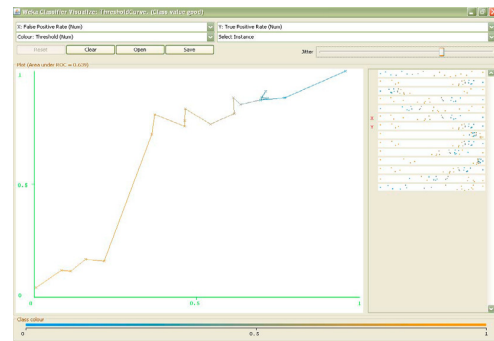 Weka Classifier Visualize: ThresholdCurve. (Class value good)
X: False Positive Rate (Num)
Y: True Positive Rate (Num)
Colour: Threshold (Num)
Select Instance
Reset
Clear
Open
Save
Jitter
Plot (Area under ROC = 0.639)
1
X
Y
0.5
0
0
0.5
1
Class colour
0
0.5
1